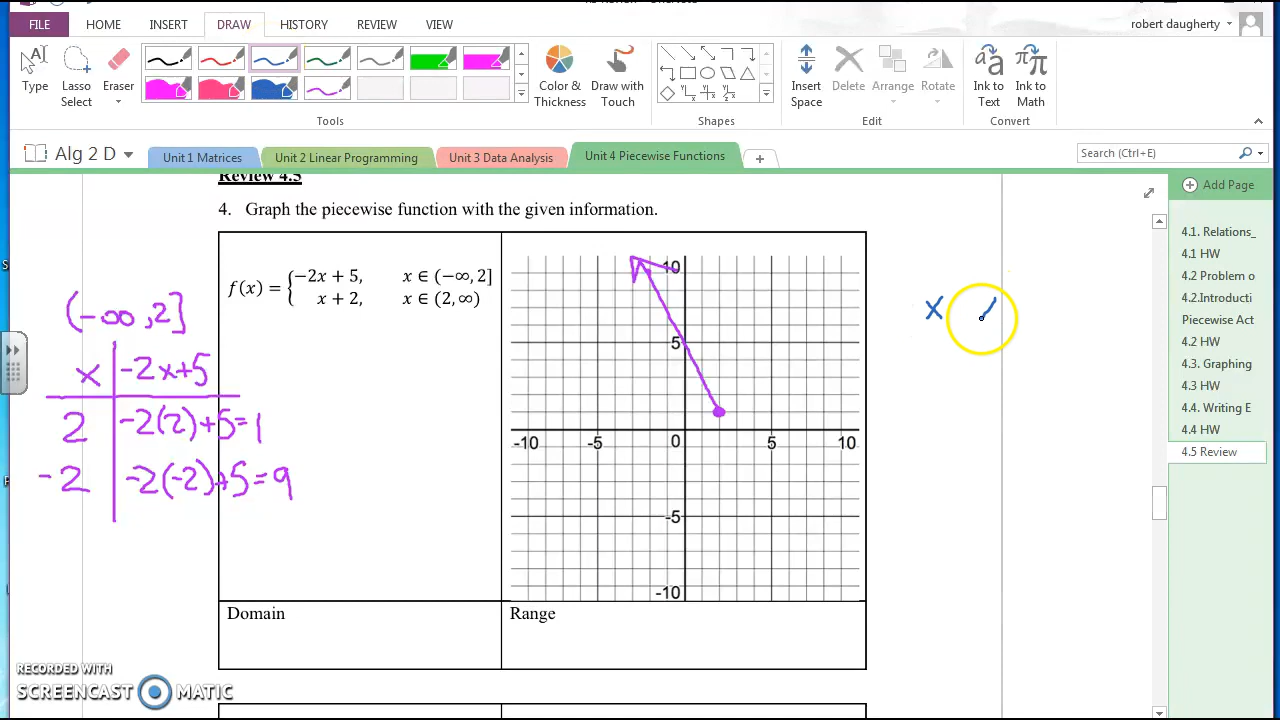 FILE HOME INSERT DRAW HISTORY REVIEW VIEW robert daugherty
Type Lasso Select Eraser Color & Thickness Draw with Touch Insert Space Delete Arrange Rotate Ink to Text Ink to Math
Tools Shapes Edit Convert
Alg 2 D Unit 1 Matrices Unit 2 Linear Programming Unit 3 Data Analysis Unit 4 Piecewise Functions Search (Ctrl+E)
Add Page
4.1. Relations_
4.1 HW
4.2 Problem o
4.2.Introducti
Piecewise Act
4.2 HW
4.3. Graphing
4.3 HW
4.4. Writing E
4.4 HW
4.5 Review
Review 4.5
4. Graph the piecewise function with the given information.
f(x) = { −2x + 5, x ∈ (−∞, 2]
x + 2, x ∈ (2, ∞)
(-∞,2]
x -2x+5
2 -2(2)+5=1
-2 -2(-2)+5=9
10
5
-10 -5 0 5 10
-5
-10
x
Domain Range
RECORDED WITH
SCREENCAST MATIC